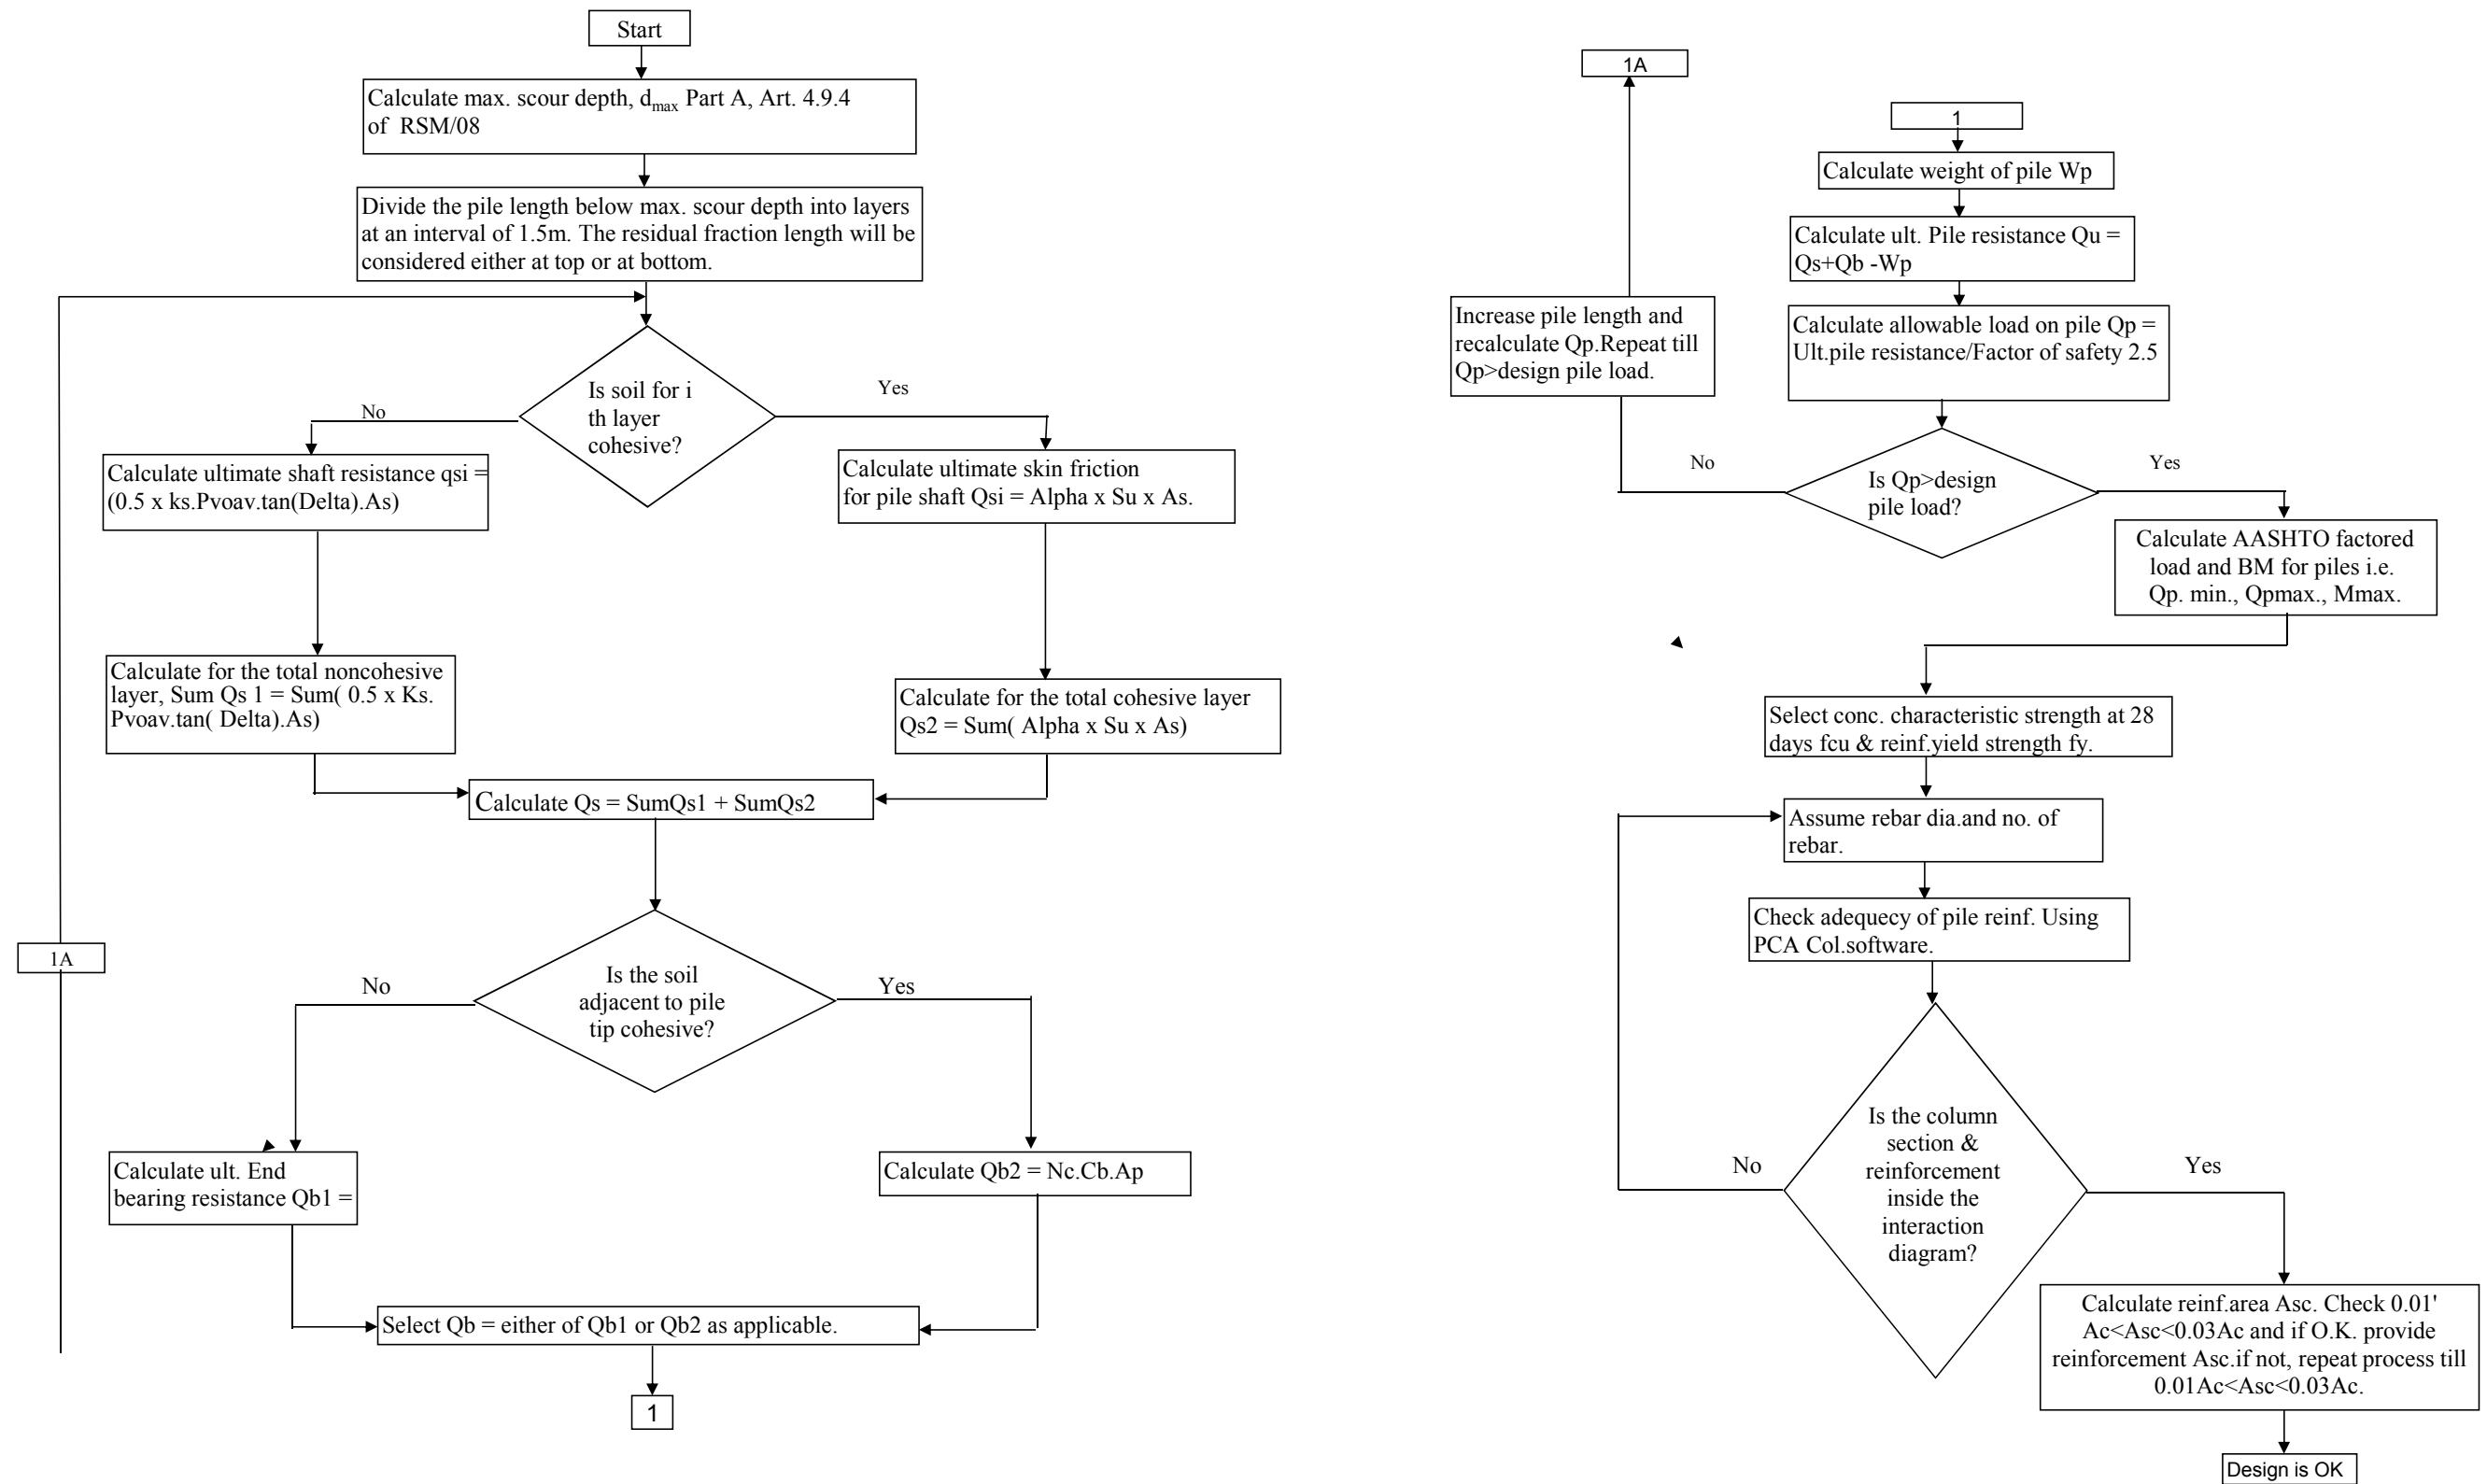 Start
Calculate max. scour depth, dmax Part A, Art. 4.9.4
of RSM/08
Divide the pile length below max. scour depth into layers
at an interval of 1.5m. The residual fraction length will be
considered either at top or at bottom.
Is soil for i
th layer
cohesive?
No
Yes
Calculate ultimate shaft resistance qsi =
(0.5 x ks.Pvoav.tan(Delta).As)
Calculate ultimate skin friction
for pile shaft Qsi = Alpha x Su x As.
Calculate for the total noncohesive
layer, Sum Qs 1 = Sum( 0.5 x Ks.
Pvoav.tan( Delta).As)
Calculate for the total cohesive layer
Qs2 = Sum( Alpha x Su x As)
Calculate Qs = SumQs1 + SumQs2
1A
Is the soil
adjacent to pile
tip cohesive?
No
Yes
Calculate ult. End
bearing resistance Qb1 =
Calculate Qb2 = Nc.Cb.Ap
Select Qb = either of Qb1 or Qb2 as applicable.
1
1A
1
Calculate weight of pile Wp
Calculate ult. Pile resistance Qu =
Qs+Qb -Wp
Increase pile length and
recalculate Qp.Repeat till
Qp>design pile load.
Calculate allowable load on pile Qp =
Ult.pile resistance/Factor of safety 2.5
No
Is Qp>design
pile load?
Yes
Calculate AASHTO factored
load and BM for piles i.e.
Qp. min., Qpmax., Mmax.
Select conc. characteristic strength at 28
days fcu & reinf.yield strength fy.
Assume rebar dia.and no. of
rebar.
Check adequecy of pile reinf. Using
PCA Col.software.
Is the column
section &
reinforcement
inside the
interaction
diagram?
No
Yes
Calculate reinf.area Asc. Check 0.01'
Ac<Asc<0.03Ac and if O.K. provide
reinforcement Asc.if not, repeat process till
0.01Ac<Asc<0.03Ac.
Design is OK